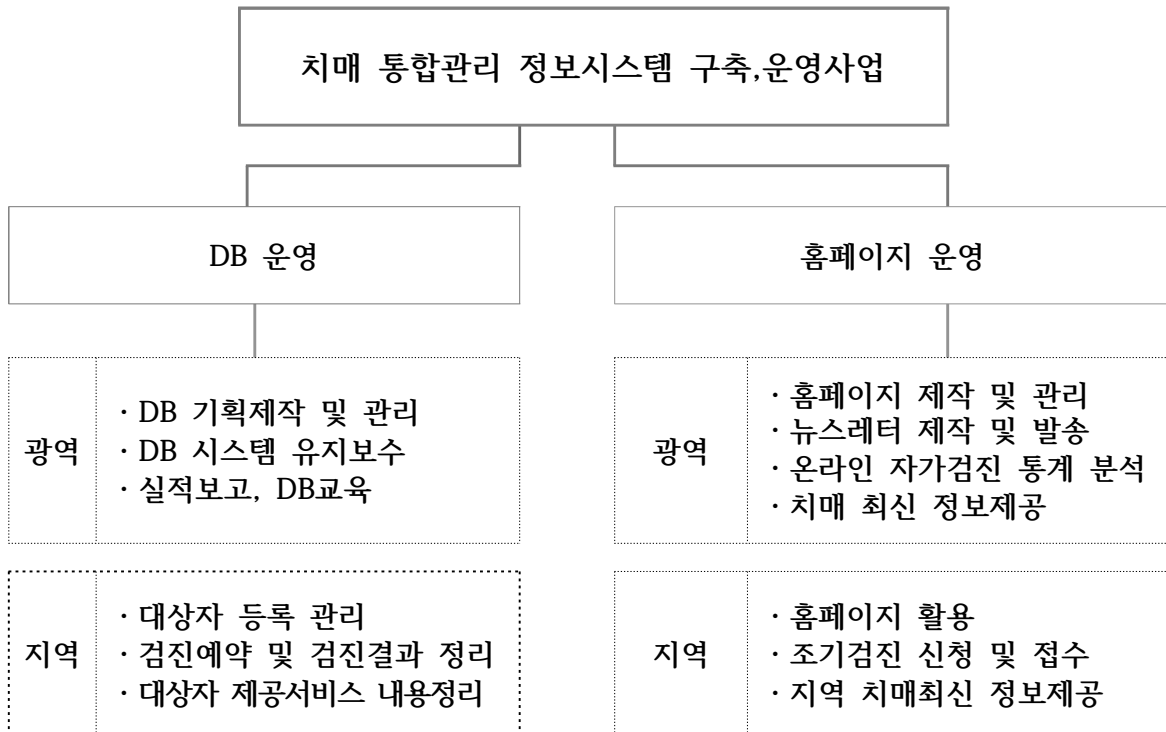 치매 통합관리 정보시스템 구축,운영사업
DB 운영
광역
· DB 기획제작 및 관리
· DB 시스템 유지보수
· 실적보고, DB교육
지역
· 대상자 등록 관리
· 검진예약 및 검진결과 정리
· 대상자 제공서비스 내용정리
홈페이지 운영
광역
· 홈페이지 제작 및 관리
· 뉴스레터 제작 및 발송
· 온라인 자가검진 통계 분석
· 치매 최신 정보제공
지역
· 홈페이지 활용
· 조기검진 신청 및 접수
· 지역 치매최신 정보제공